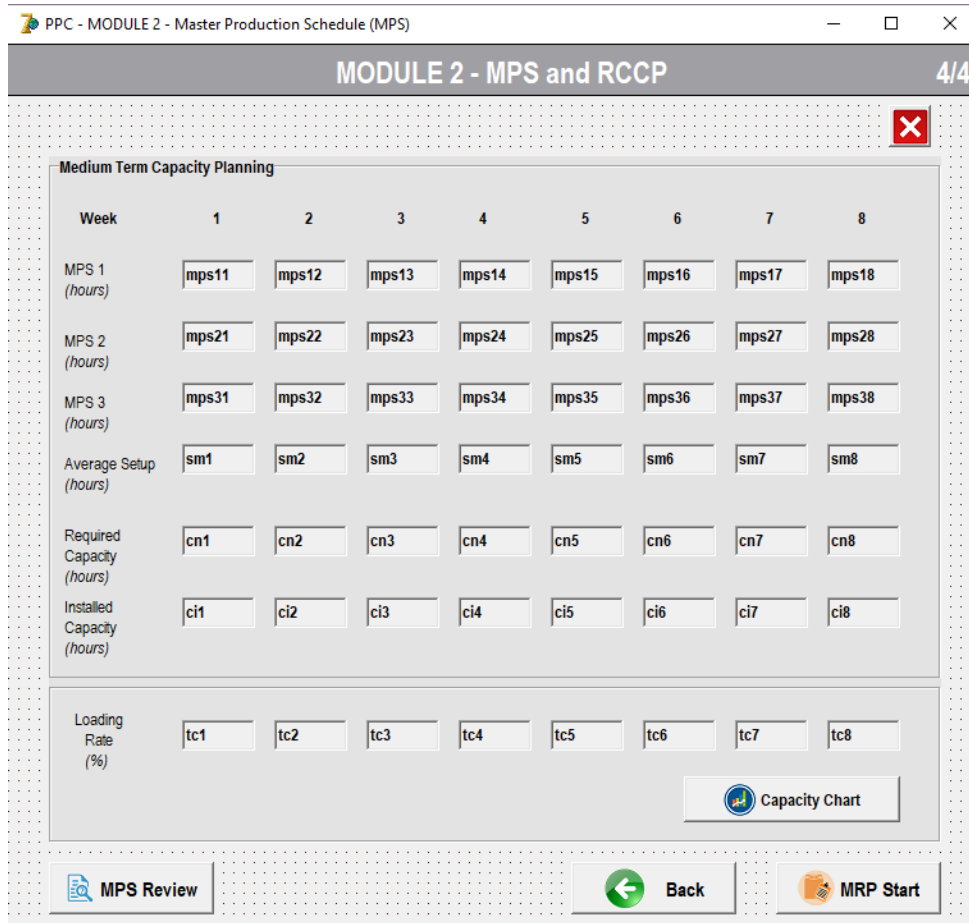 PPC - MODULE 2 - Master Production Schedule (MPS)
MODULE 2 - MPS and RCCP 4/4
Medium Term Capacity Planning
Week 1 2 3 4 5 6 7 8
MPS 1
(hours)
mps11 mps12 mps13 mps14 mps15 mps16 mps17 mps18
MPS 2
(hours)
mps21 mps22 mps23 mps24 mps25 mps26 mps27 mps28
MPS 3
(hours)
mps31 mps32 mps33 mps34 mps35 mps36 mps37 mps38
Average Setup
(hours)
sm1 sm2 sm3 sm4 sm5 sm6 sm7 sm8
Required
Capacity
(hours)
cn1 cn2 cn3 cn4 cn5 cn6 cn7 cn8
Installed
Capacity
(hours)
ci1 ci2 ci3 ci4 ci5 ci6 ci7 ci8
Loading
Rate
(%)
tc1 tc2 tc3 tc4 tc5 tc6 tc7 tc8
Capacity Chart
MPS Review Back MRP Start